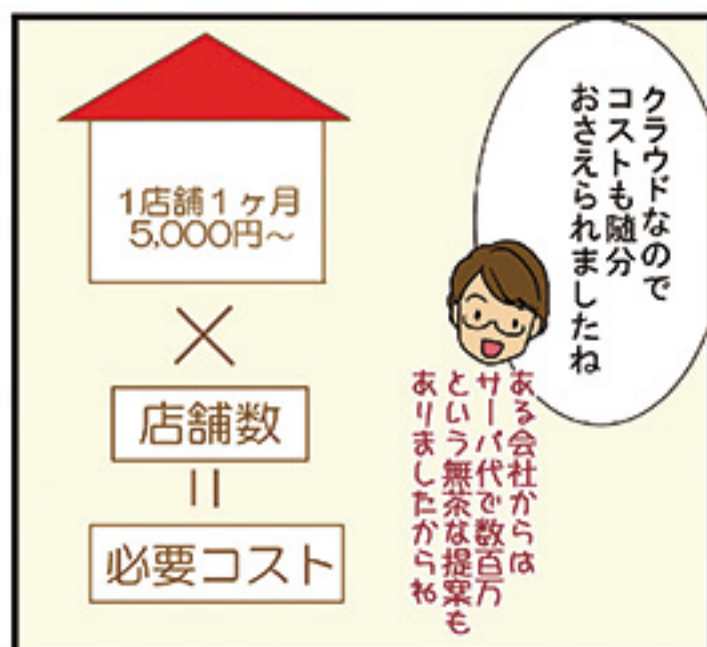 クラウドなので
コストも随分
おさえられましたね
ある会社からは
サーバ代で数百万
という無茶な提案も
ありましたからね
1店舗1ヶ月
5,000円～
×
店舗数
=
必要コスト